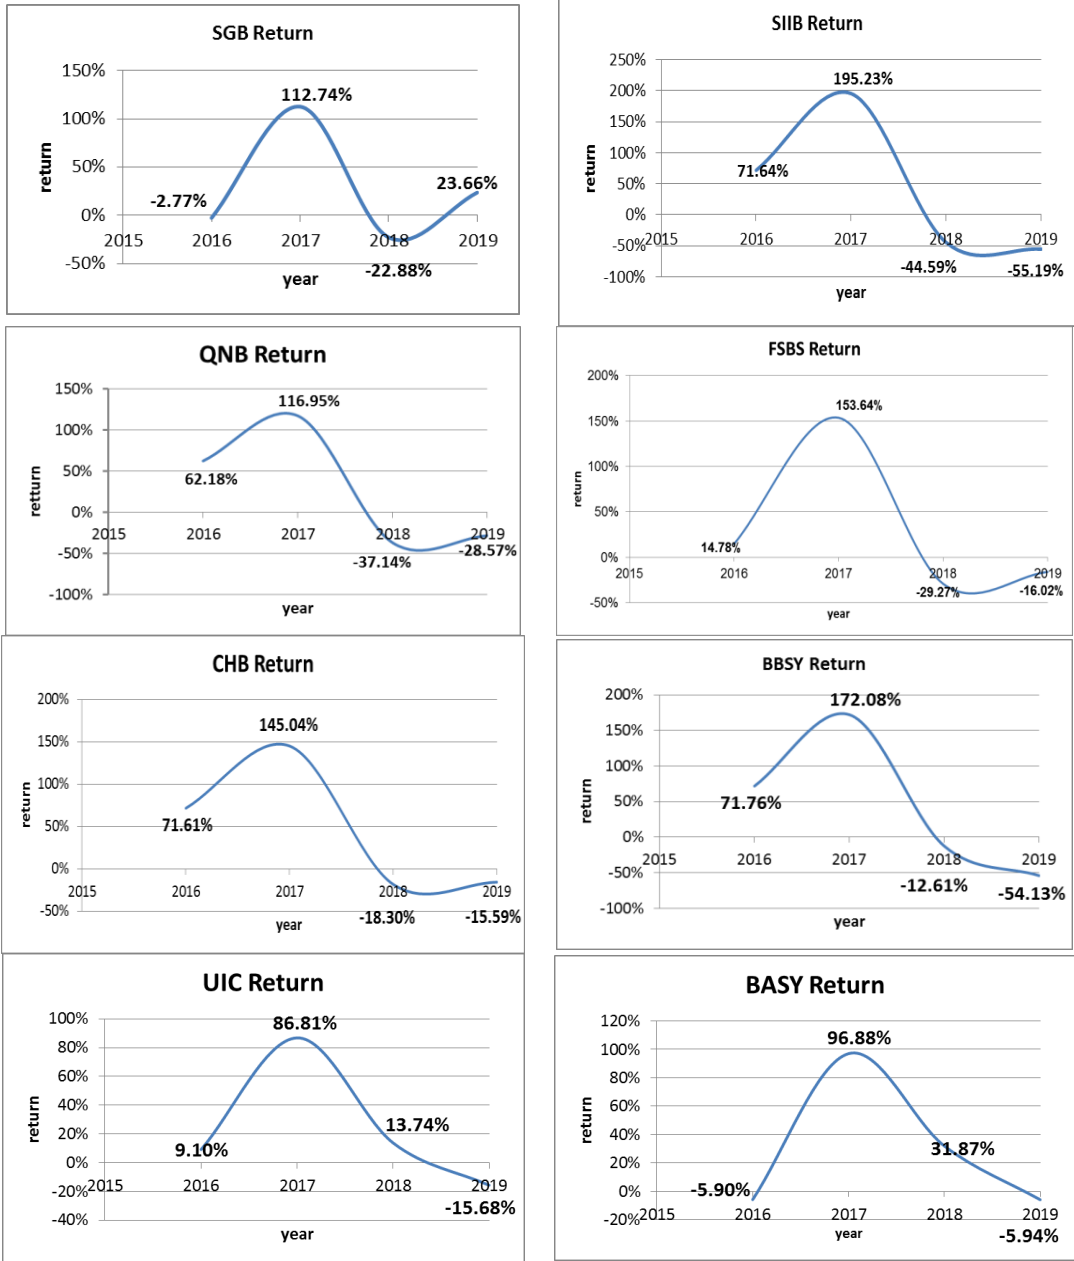 SGB Return
150%
112.74%
100%
return
50%
23.66%
-2.77%
0%
2015 2016 2017 2018 2019
-50%
-22.88%
year
SIIB Return
250%
195.23%
200%
150%
return
100%
71.64%
50%
0%
-50% 2015 2016 2017 2018 2019
-44.59% -55.19%
-100%
year
QNB Return
150%
116.95%
100%
retturn
50%
62.18%
0%
2015 2016 2017 2018 2019
-28.57%
-50%
-37.14%
-100%
year
FSBS Return
200%
153.64%
150%
100%
return
50%
14.78%
0%
2015 2016 2017 2018 2019
-29.27% -16.02%
-50%
year
CHB Return
200%
145.04%
150%
100%
return
71.61%
50%
0%
2015 2016 2017 2018 2019
-50%
-18.30% -15.59%
year
BBSY Return
200%
172.08%
150%
100%
return
71.76%
50%
0%
2015 2016 2017 2018 2019
-50%
-12.61% -54.13%
-100%
year
UIC Return
100%
86.81%
80%
60%
return
40%
20%
13.74%
9.10%
0%
-20% 2015 2016 2017 2018 2019
-15.68%
-40%
year
BASY Return
120%
96.88%
100%
80%
return
60%
40%
31.87%
20%
0%
-5.90%
-20% 2015 2016 2017 2018 2019
-5.94%
year